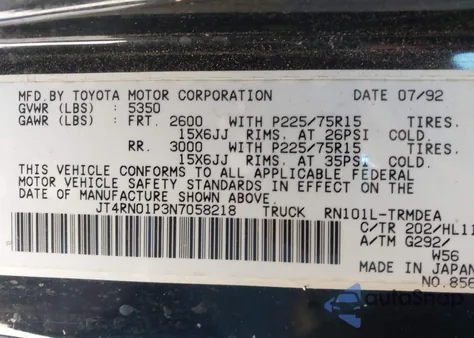 MFD. BY TOYOTA MOTOR CORPORATION DATE 07/92
GVWR (LBS) : 5350
GAWR (LBS) : FRT. 2600 WITH P225/75R15 TIRES.
15X6JJ RIMS. AT 26PSI COLD.
RR. 3000 WITH P225/75R15 TIRES.
15X6JJ RIMS. AT 35PSI COLD.
THIS VEHICLE CONFORMS TO ALL APPLICABLE FEDERAL
MOTOR VEHICLE SAFETY STANDARDS IN EFFECT ON THE
DATE OF MANUFACTURE SHOWN ABOVE.
JT4RN01P3N7058218 TRUCK RN101L-TRMDEA
C/TR 202/HL11
A/TM G292/
W56
MADE IN JAPAN
NO.856
autoSnap